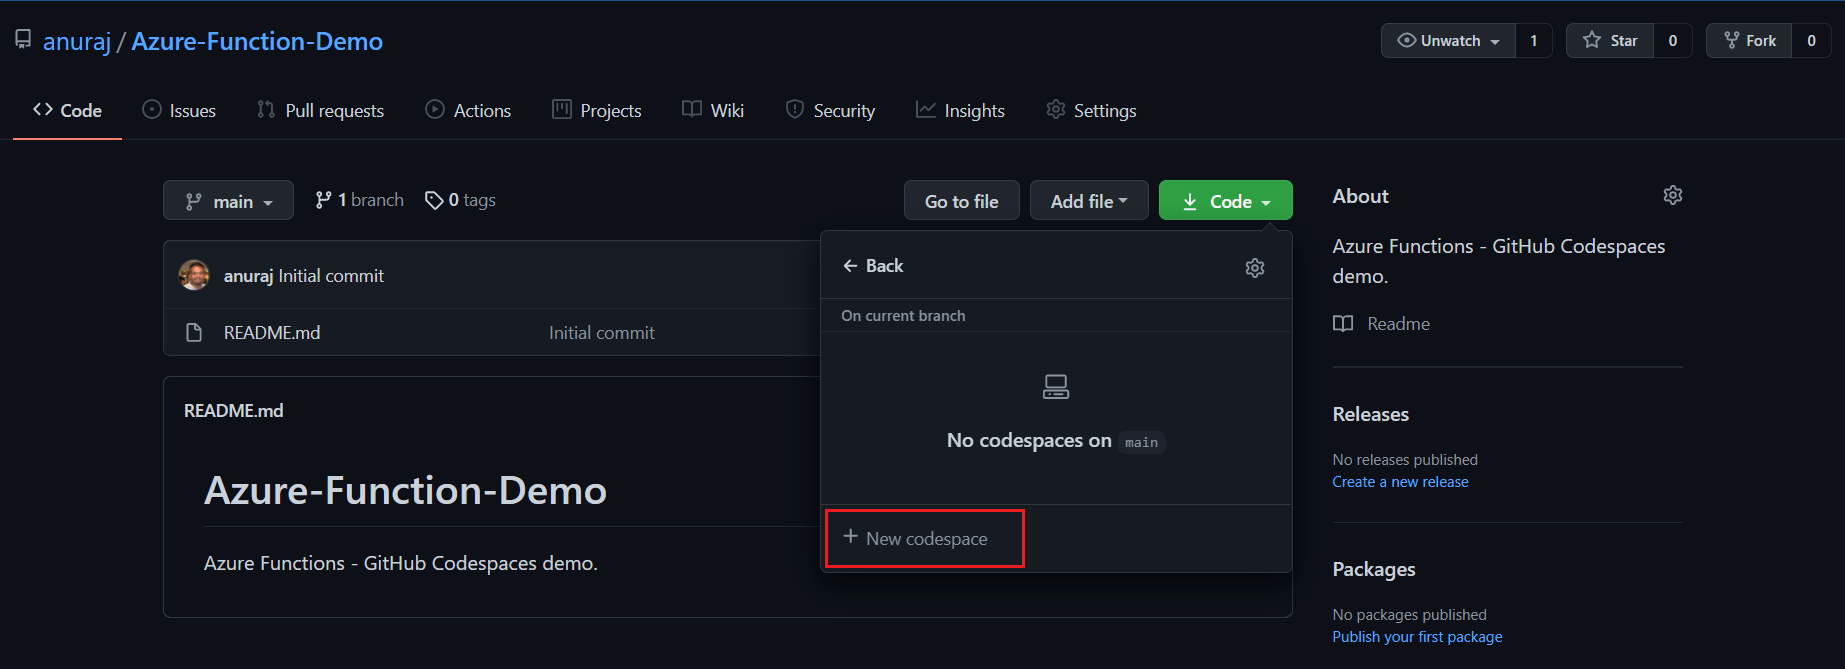 anuraj / Azure-Function-Demo
Unwatch 1 Star 0 Fork 0
Code Issues Pull requests Actions Projects Wiki Security Insights Settings
main 1 branch 0 tags
Go to file Add file Code
anuraj Initial commit
README.md Initial commit
README.md
Azure-Function-Demo
Azure Functions - GitHub Codespaces demo.
Back
On current branch
No codespaces on main
+ New codespace
About
Azure Functions - GitHub Codespaces
demo.
Readme
Releases
No releases published
Create a new release
Packages
No packages published
Publish your first package